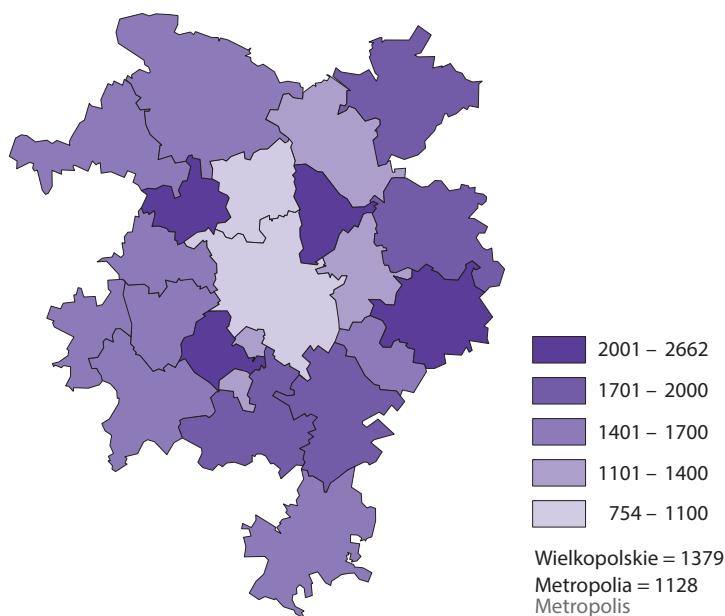 2001 – 2662
1701 – 2000
1401 – 1700
1101 – 1400
754 – 1100
Wielkopolskie = 1379
Metropolia = 1128
Metropolis